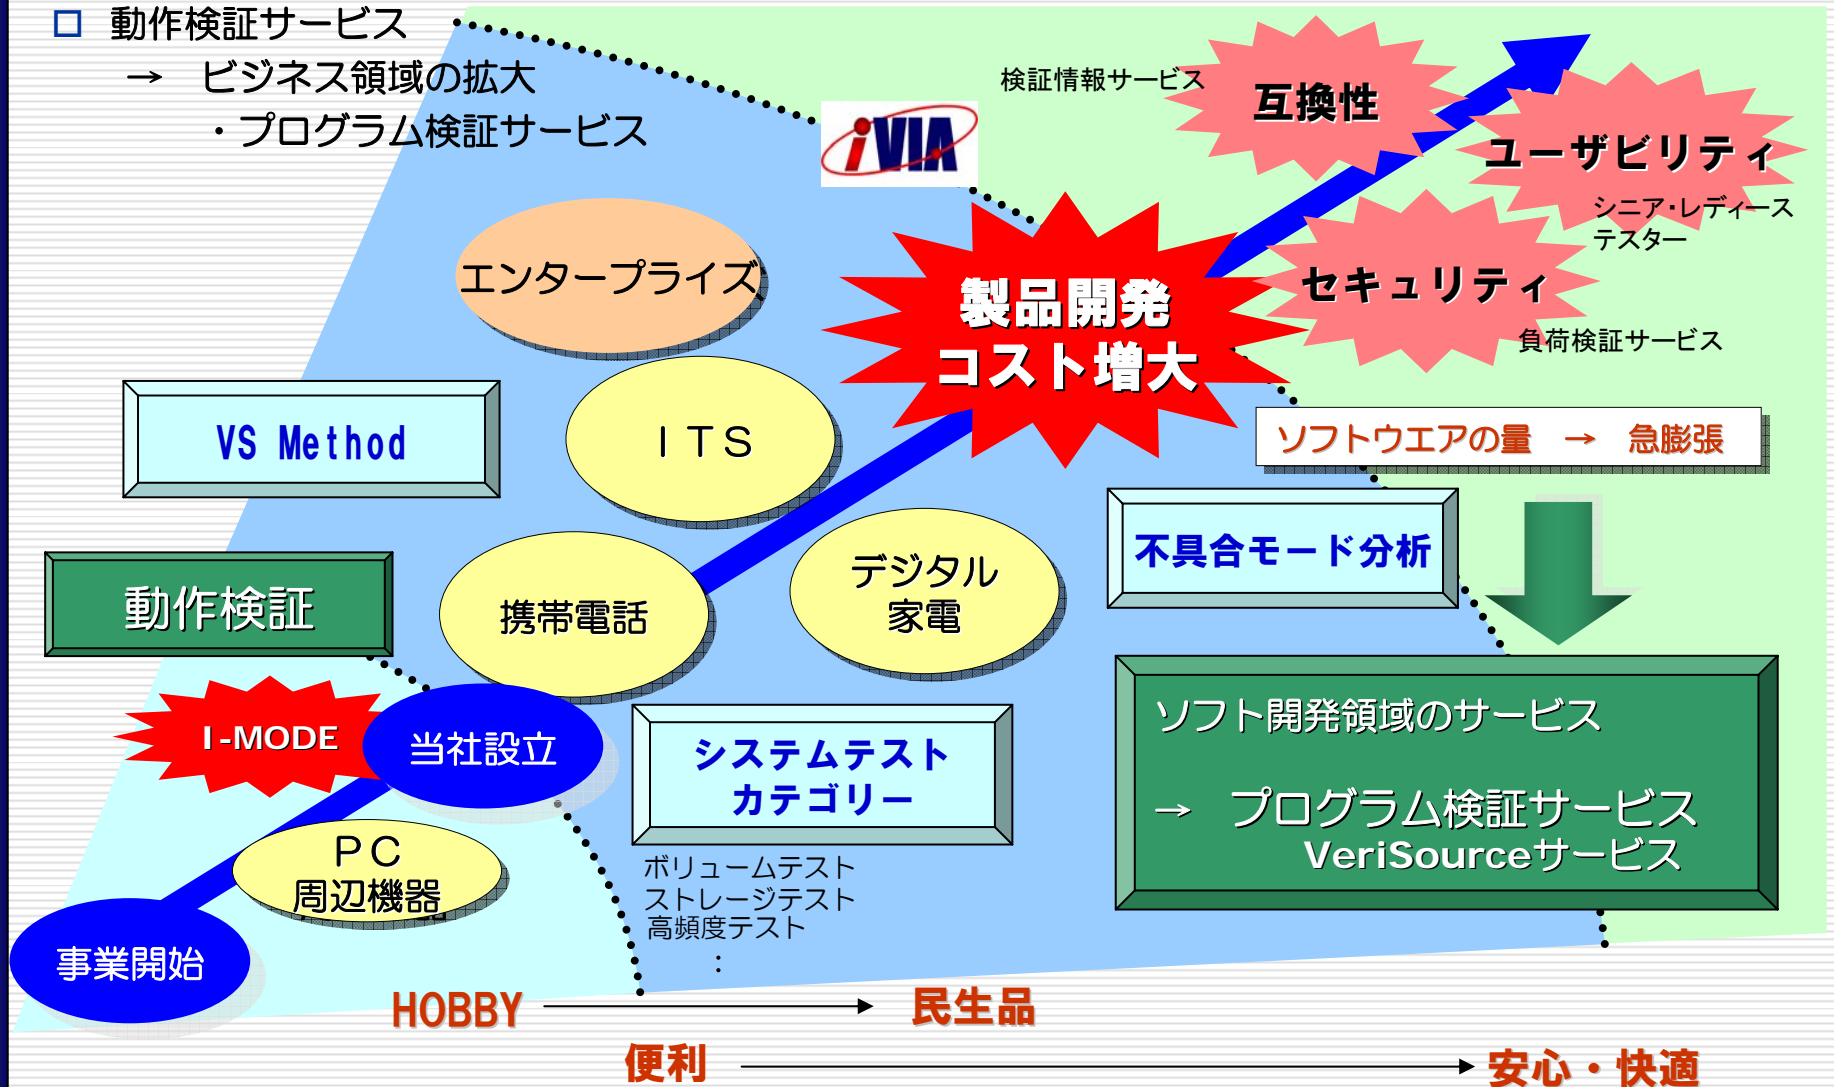 □ 動作検証サービス
→ ビジネス領域の拡大
・プログラム検証サービス
iVIA
検証情報サービス
互換性
ユーザビリティ
シニア・レディース
テスター
セキュリティ
負荷検証サービス
エンタープライズ
製品開発
コスト増大
VS Method
ＩＴＳ
ソフトウエアの量 → 急膨張
不具合モード分析
動作検証
携帯電話
デジタル
家電
I-MODE
当社設立
システムテスト
カテゴリー
ボリュームテスト
ストレージテスト
高頻度テスト
：
ソフト開発領域のサービス
→ プログラム検証サービス
VeriSourceサービス
ＰＣ
周辺機器
事業開始
HOBBY → 民生品
便利 → 安心・快適